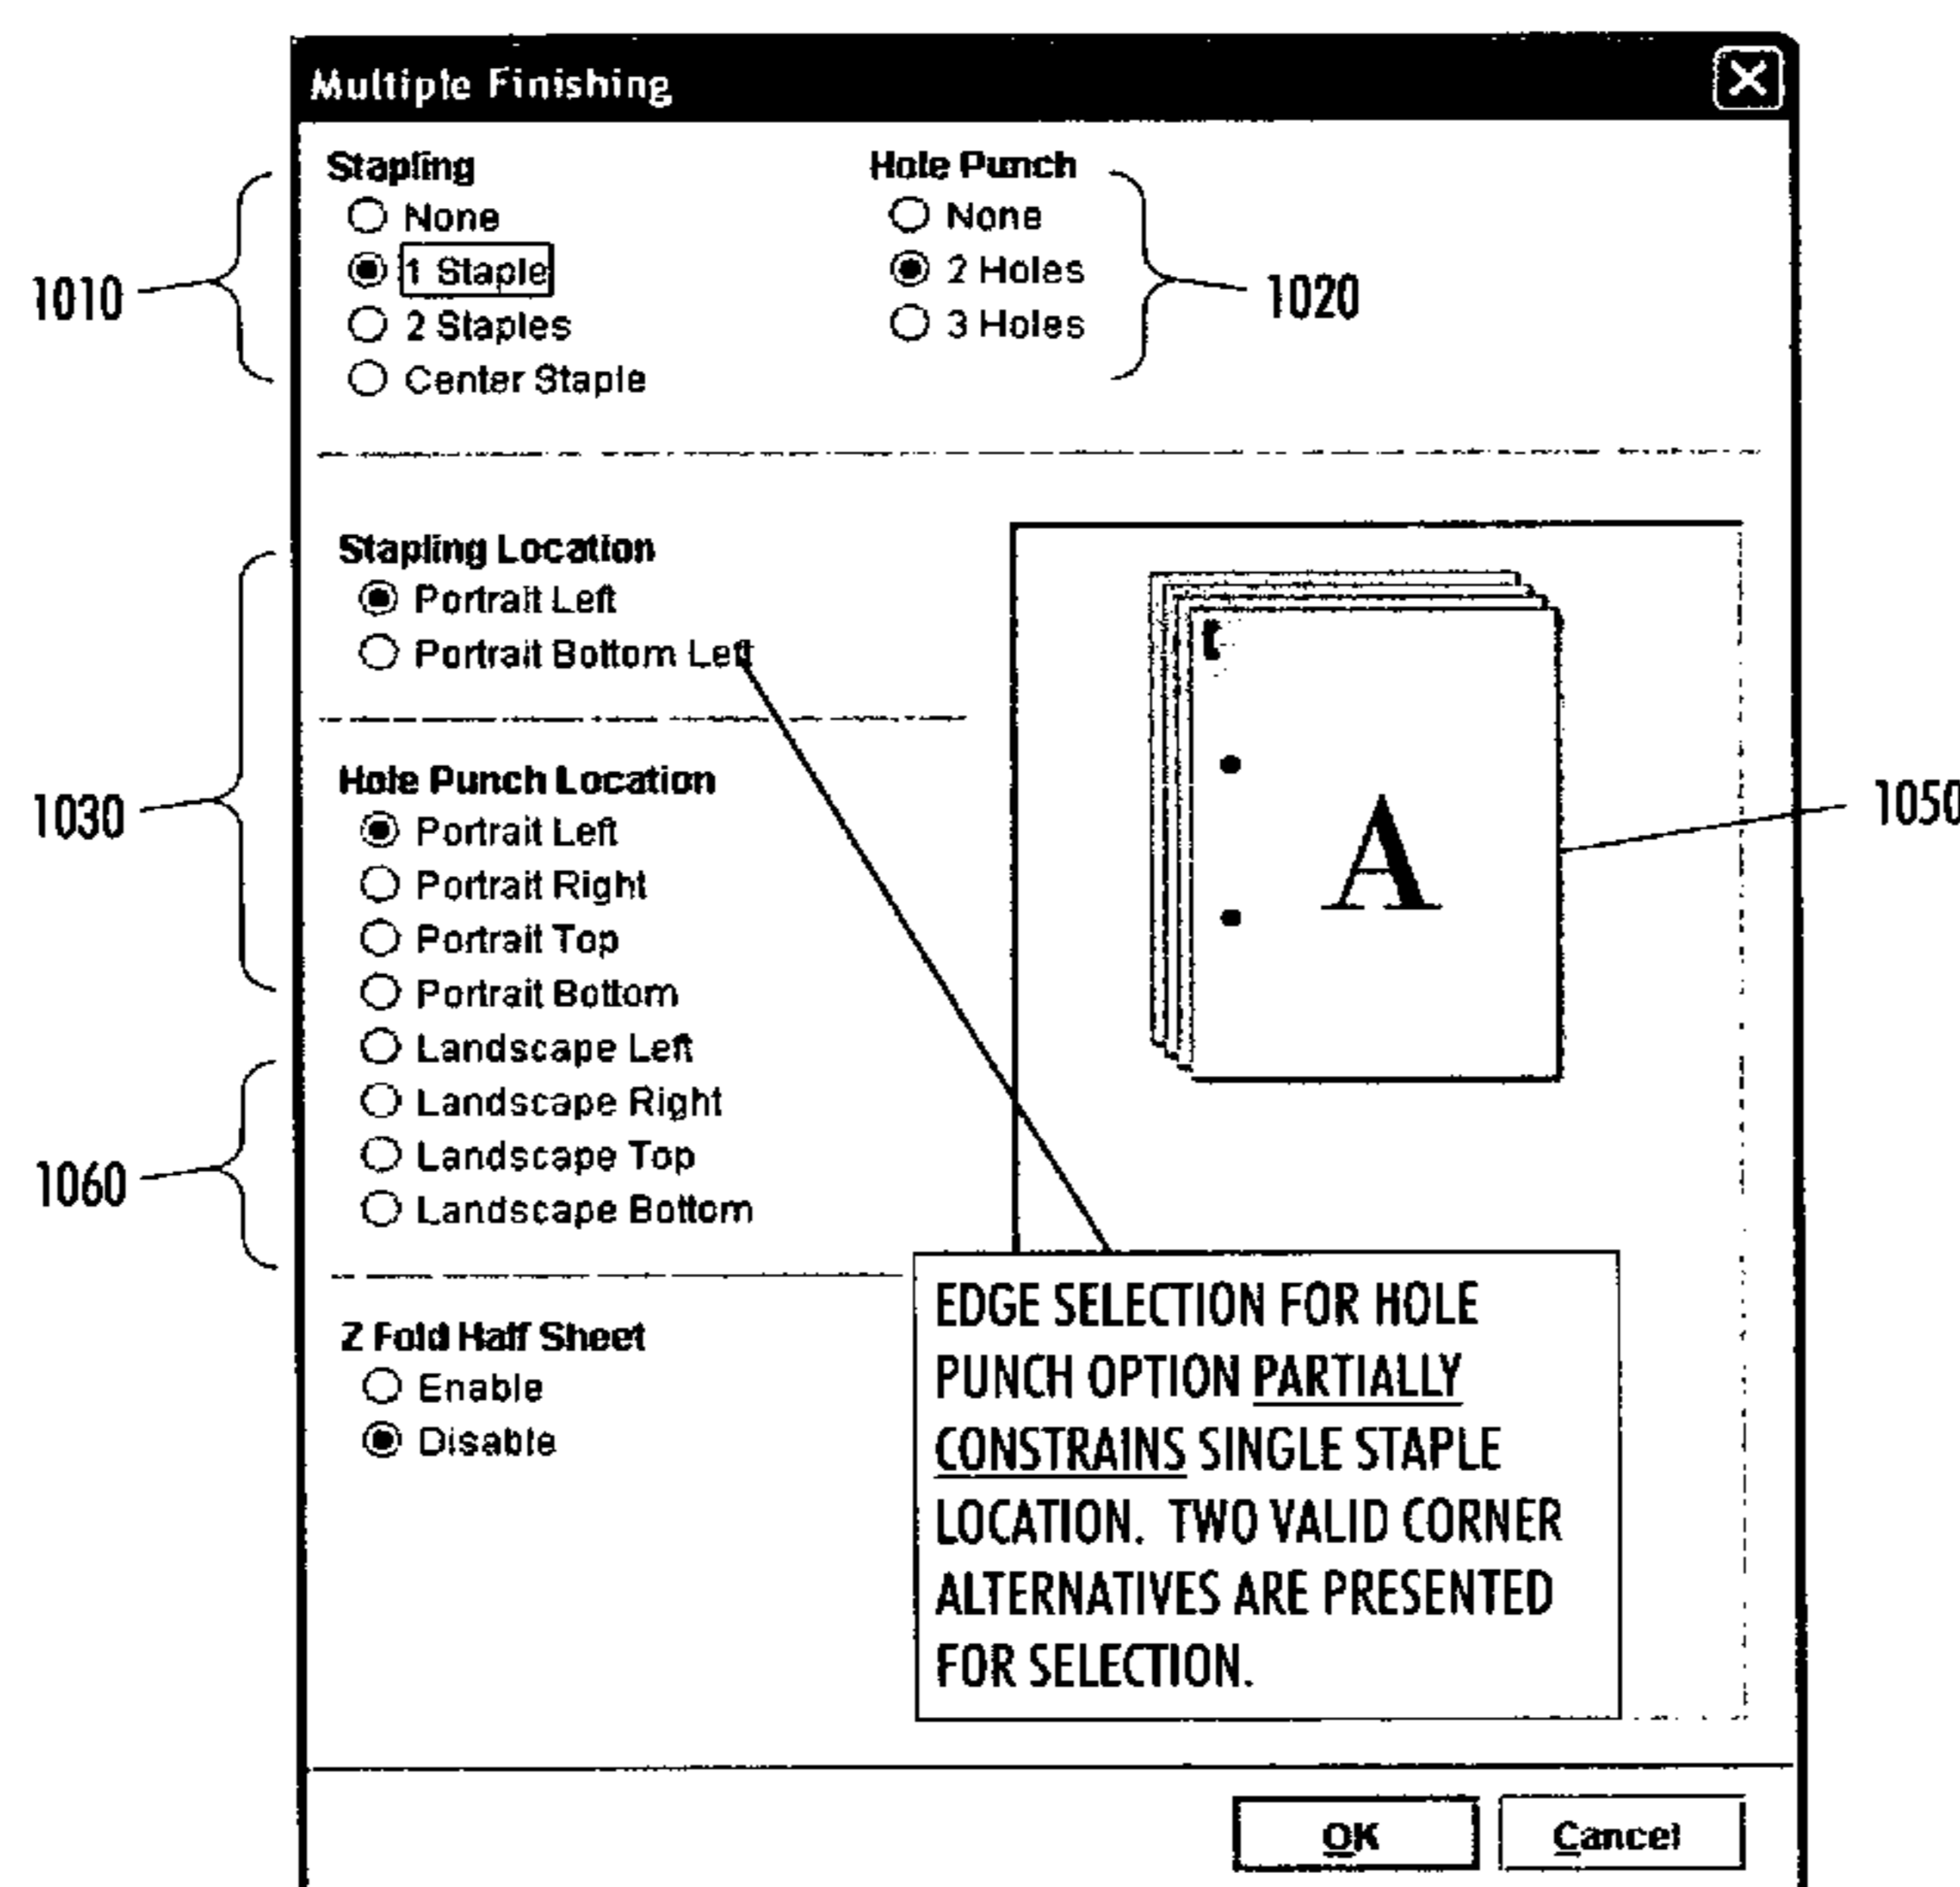 Multiple Finishing
Stapling
None
1 Staple
2 Staples
Center Staple
Hole Punch
None
2 Holes
3 Holes
1010
1020
Stapling Location
Portrait Left
Portrait Bottom Left
Hole Punch Location
Portrait Left
Portrait Right
Portrait Top
Portrait Bottom
Landscape Left
Landscape Right
Landscape Top
Landscape Bottom
1030
1060
A
1050
Z Fold Half Sheet
Enable
Disable
EDGE SELECTION FOR HOLE
PUNCH OPTION PARTIALLY
CONSTRAINS SINGLE STAPLE
LOCATION. TWO VALID CORNER
ALTERNATIVES ARE PRESENTED
FOR SELECTION.
OK
Cancel